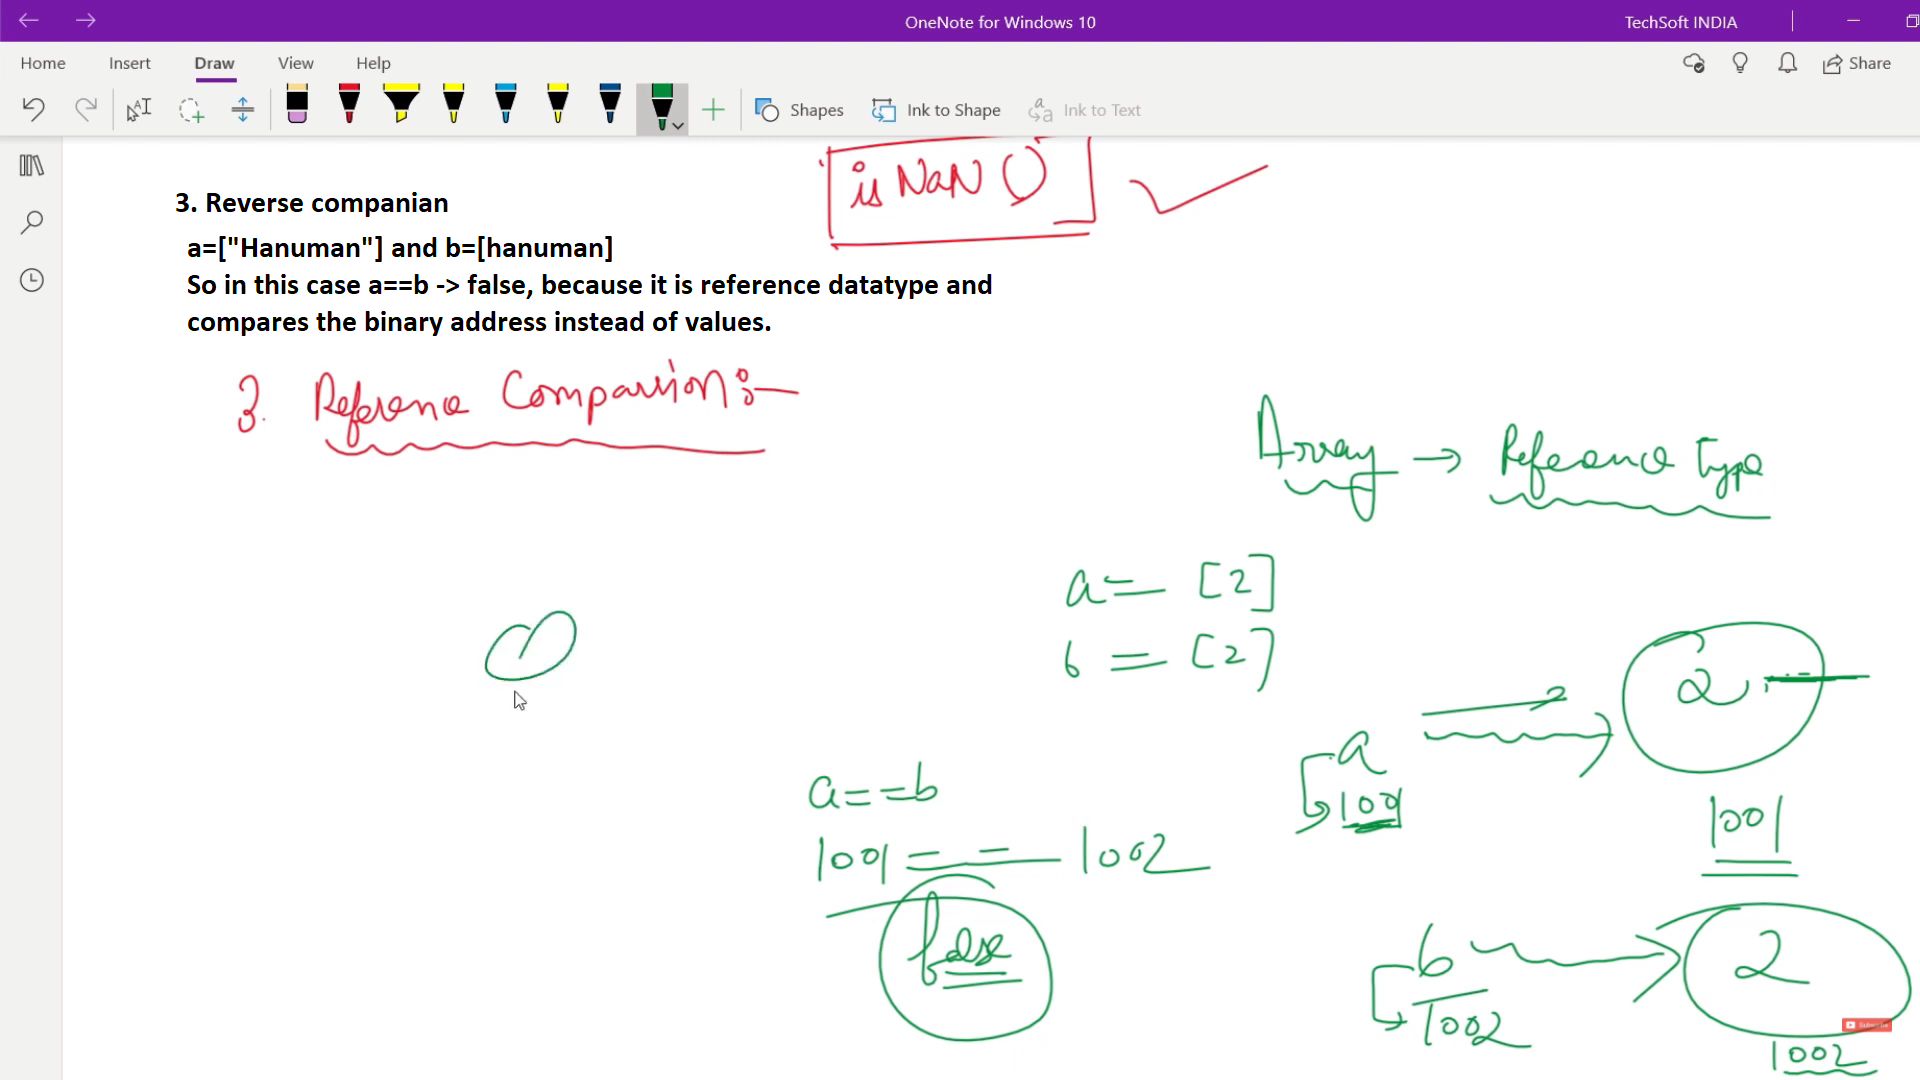 OneNote for Windows 10
TechSoft INDIA
Home Insert Draw View Help
Share
Shapes Ink to Shape Ink to Text
is NaN ()
3. Reverse companian
a=["Hanuman"] and b=[hanuman]
So in this case a==b -> false, because it is reference datatype and
compares the binary address instead of values.
3. Reference Comparsion:-
Array → Reference Type
a= [2]
b = [2]
2
a
1001
1001
a==b
1001 == 1002
false
b
1002
2
1002
Subscribe